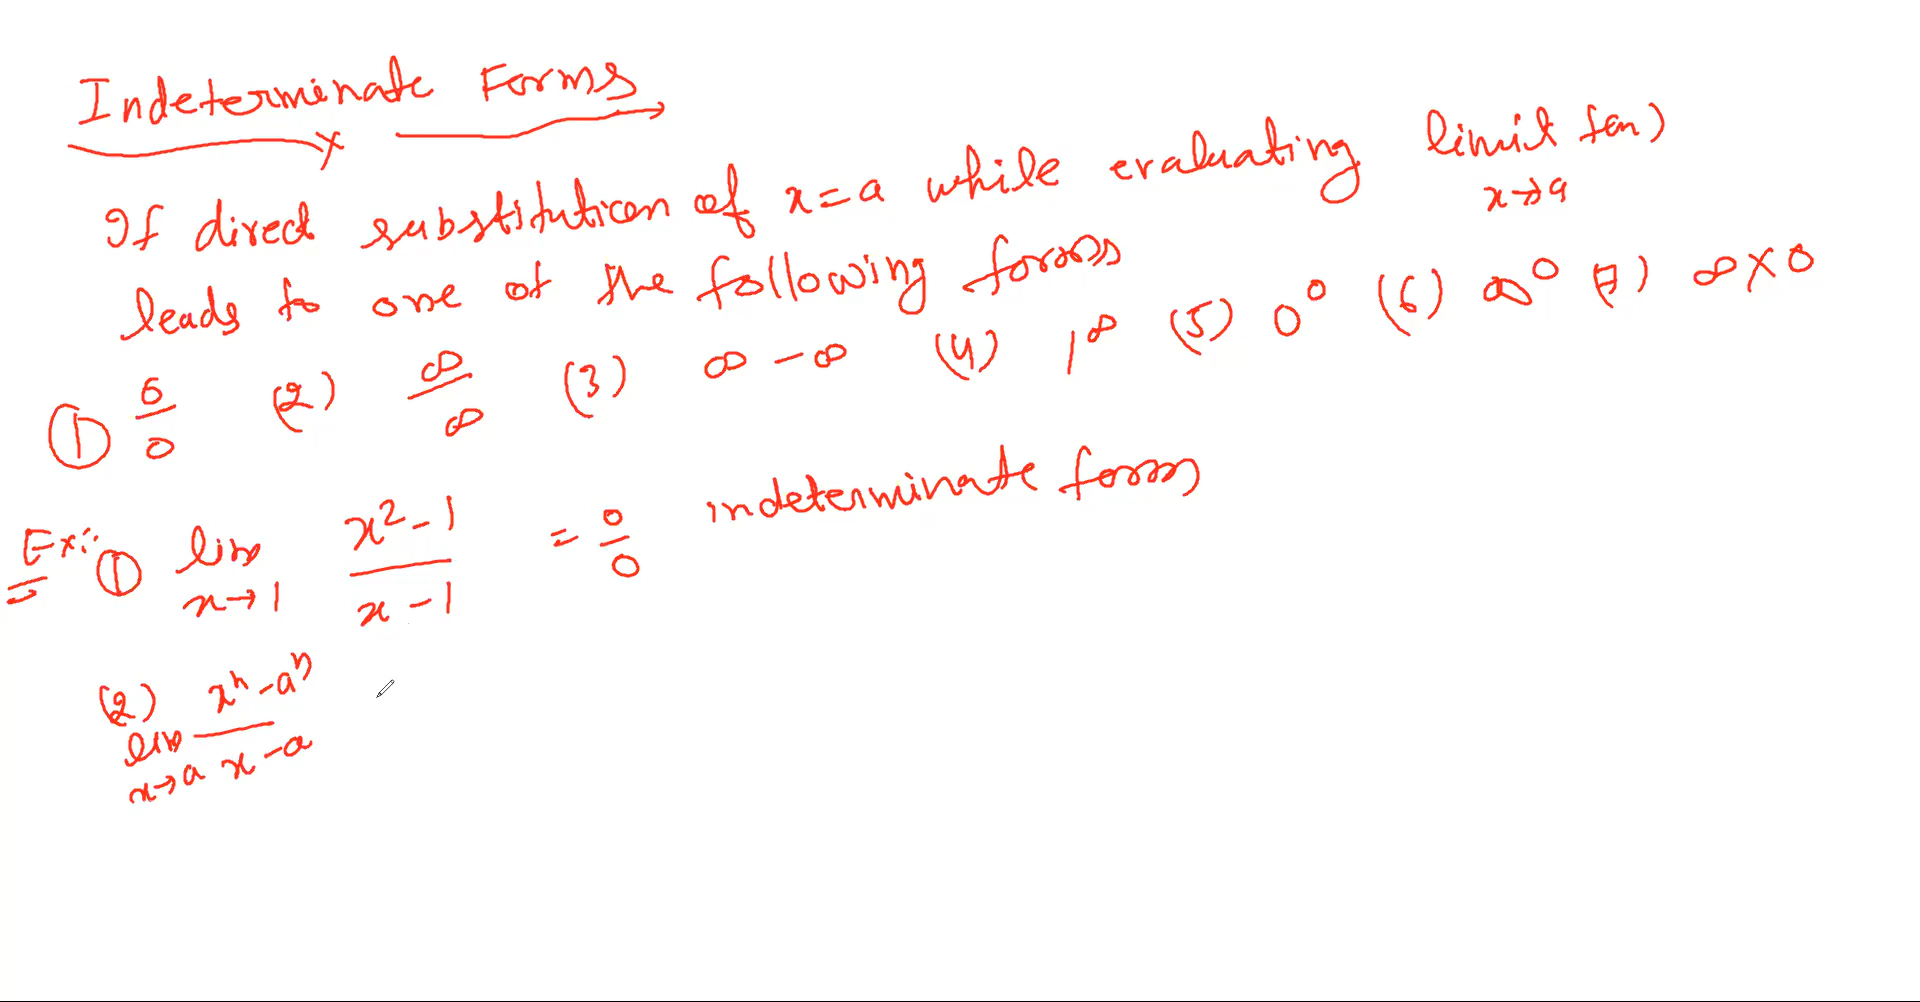 Indeterminate Forms
If direct substitution of x=a while evaluating limit f(x)
x→a
leads to one of the following forms
① 0/0 (2) ∞/∞ (3) ∞-∞ (4) 1^∞ (5) 0^0 (6) ∞^0 (7) ∞×0
Ex:- ① lim x→1 (x²-1)/(x-1) = 0/0 indeterminate form
(2) lim x→a (xⁿ-aⁿ)/(x-a)